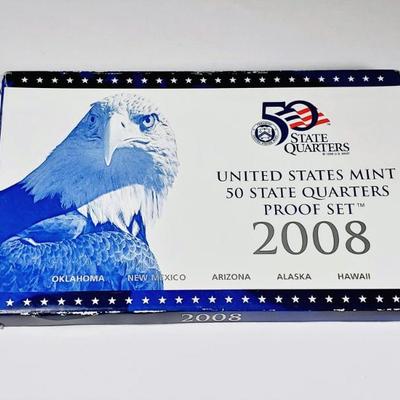 50
STATE
QUARTERS
UNITED STATES MINT
50 STATE QUARTERS
PROOF SET™
2008
OKLAHOMA NEW MEXICO ARIZONA ALASKA HAWAII
2008